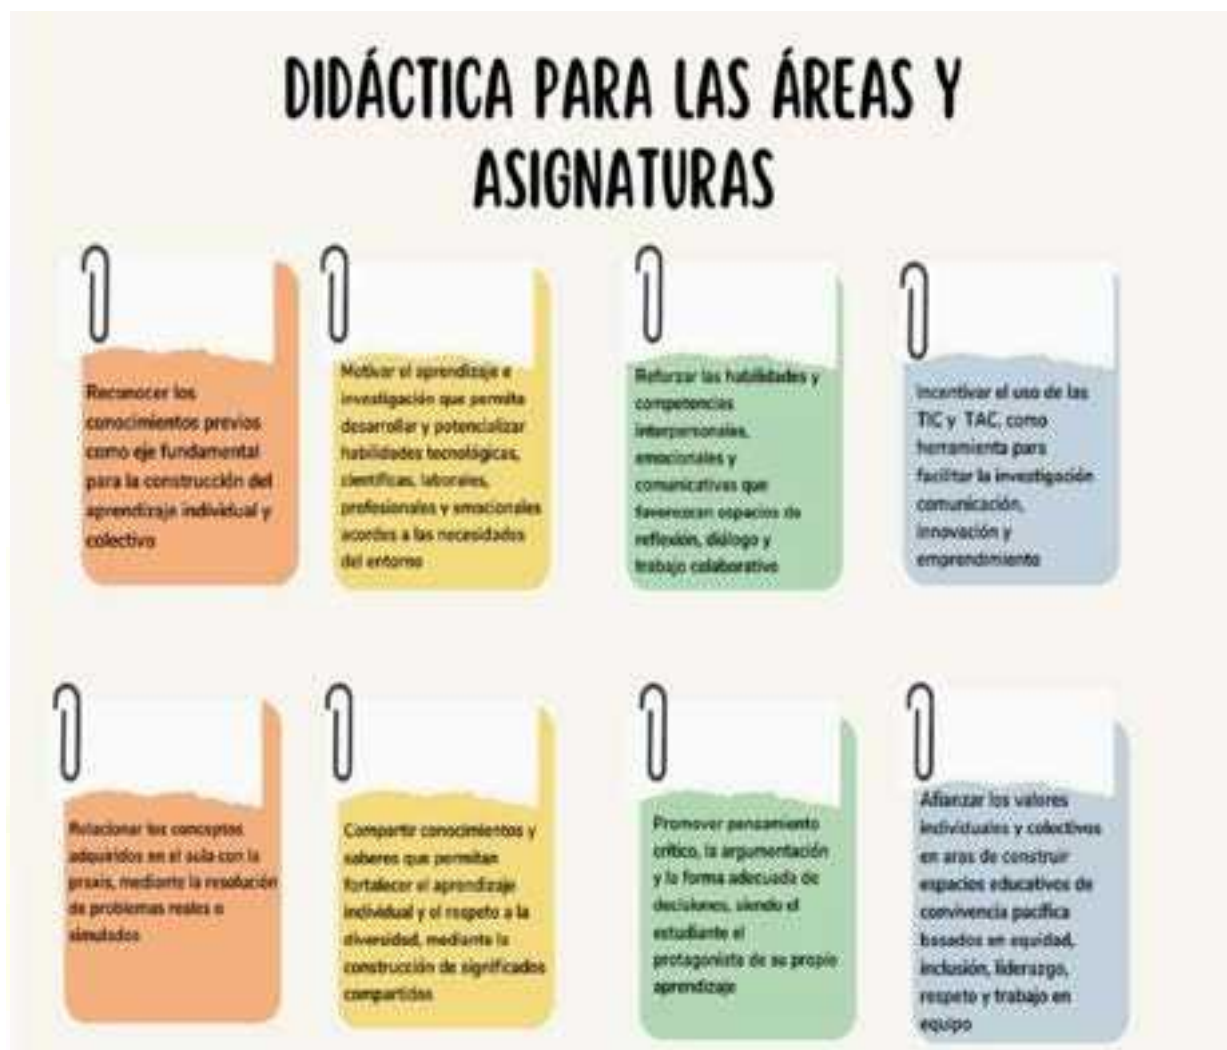 DIDÁCTICA PARA LAS ÁREAS Y
ASIGNATURAS
Reconocer los
conocimientos previos
como eje fundamental
para la construcción del
aprendizaje individual y
colectivo
Motivar el aprendizaje e
investigación que permita
desarrollar y potencializar
habilidades tecnológicas,
científicas, laborales,
profesionales y emocionales
acordes a las necesidades
del entorno
Reforzar las habilidades y
competencias
interpersonales,
emocionales y
comunicativas que
favorezcan espacios de
reflexión, diálogo y
trabajo colaborativo
Incentivar el uso de las
TIC y TAC, como
herramienta para
facilitar la investigación
comunicación,
innovación y
emprendimiento
Relacionar los conceptos
adquiridos en el aula con la
praxis, mediante la resolución
de problemas reales o
simulados
Compartir conocimientos y
saberes que permitan
fortalecer el aprendizaje
individual y el respeto a la
diversidad, mediante la
construcción de significados
compartidos
Promover pensamiento
crítico, la argumentación
y la forma adecuada de
decisiones, siendo el
estudiante el
protagonista de su propio
aprendizaje
Afianzar los valores
individuales y colectivos
en aras de construir
espacios educativos de
convivencia pacífica
basados en equidad,
inclusión, liderazgo,
respeto y trabajo en
equipo